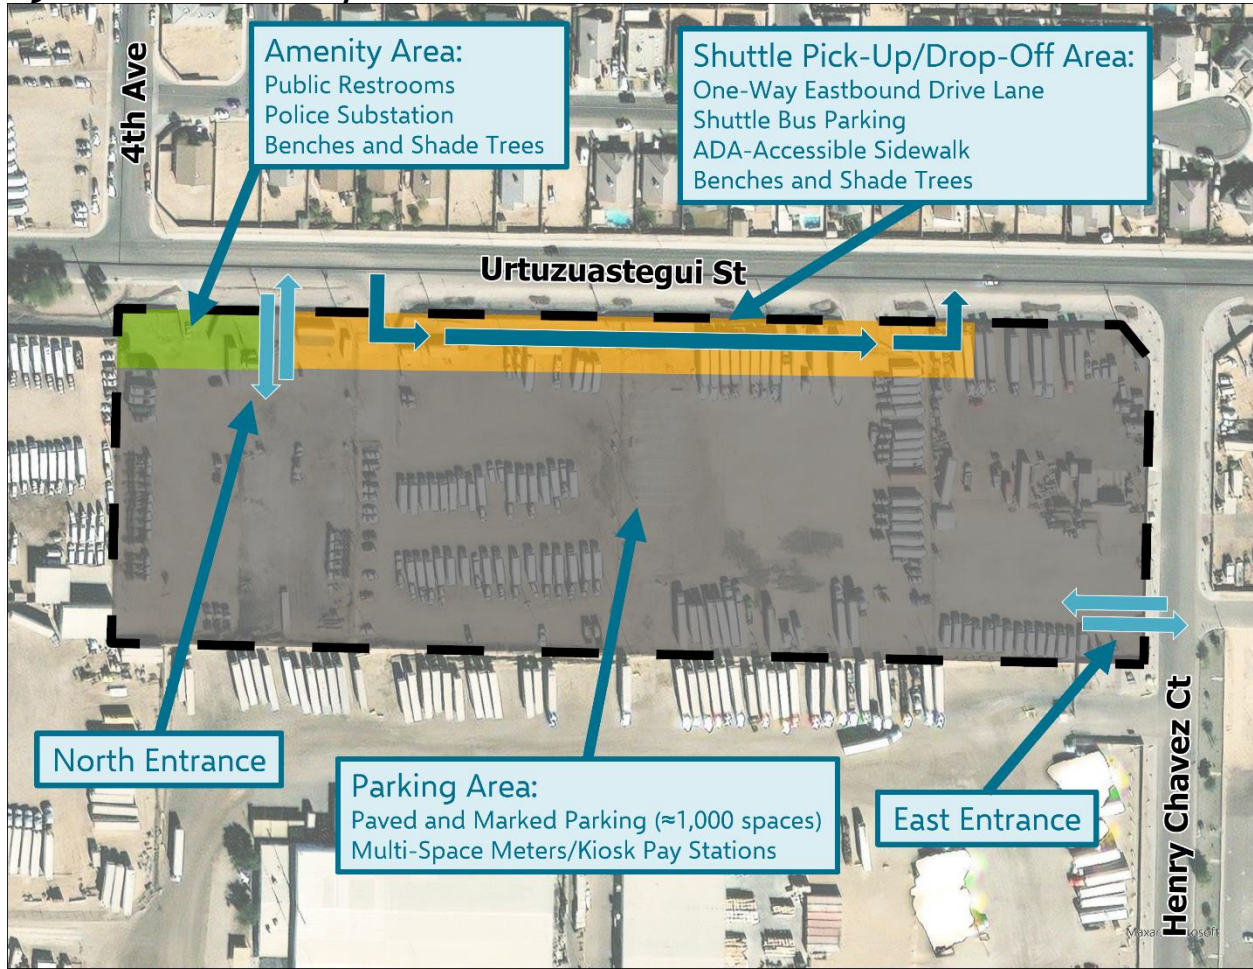 4th Ave
Amenity Area:
Public Restrooms
Police Substation
Benches and Shade Trees
Shuttle Pick-Up/Drop-Off Area:
One-Way Eastbound Drive Lane
Shuttle Bus Parking
ADA-Accessible Sidewalk
Benches and Shade Trees
Urtuzuastegui St
North Entrance
Parking Area:
Paved and Marked Parking (≈1,000 spaces)
Multi-Space Meters/Kiosk Pay Stations
East Entrance
Henry Chavez Ct